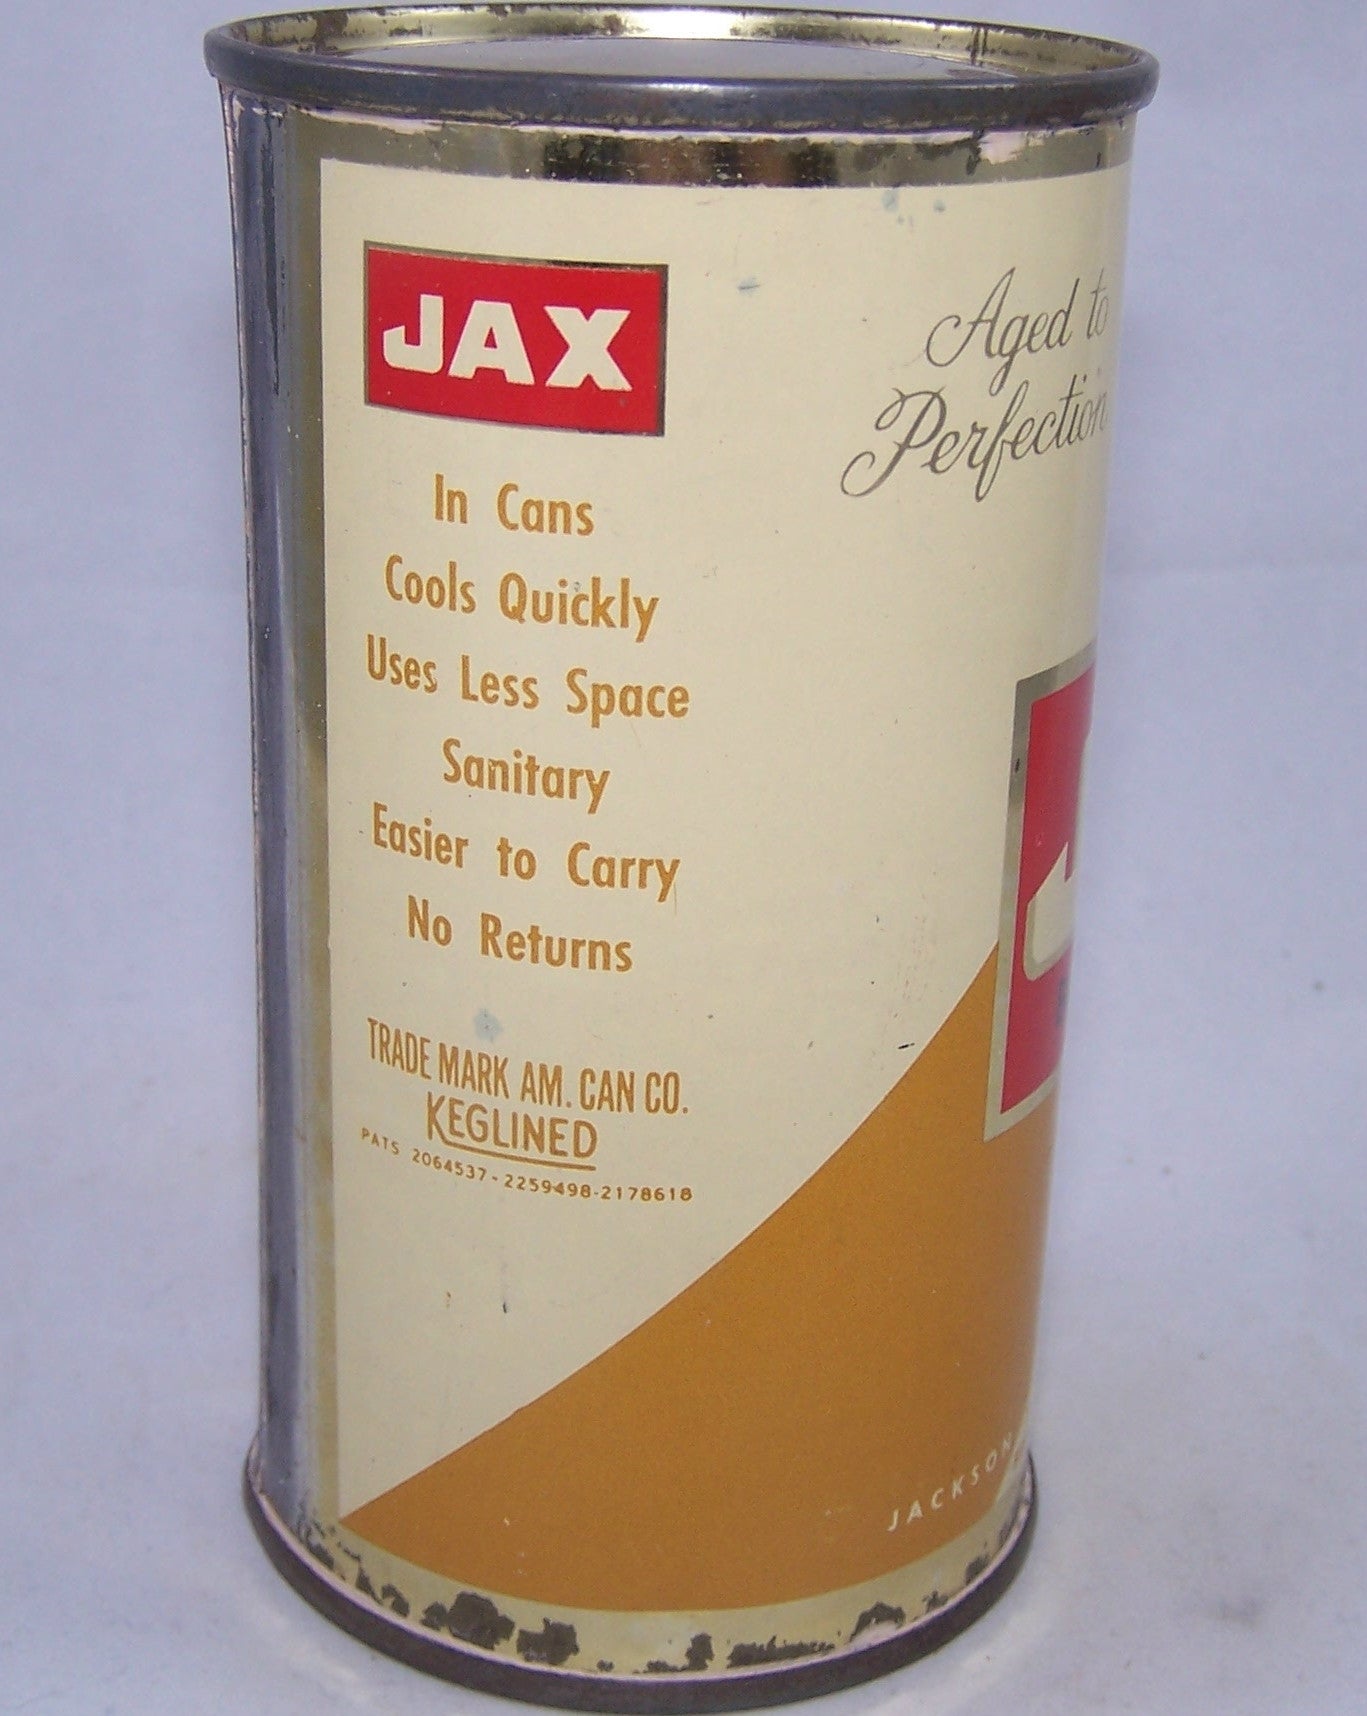 JAX
In Cans
Cools Quickly
Uses Less Space
Sanitary
Easier to Carry
No Returns
TRADE MARK AM. CAN CO.
KEGLINED
PATS 2064537-2259498-2178618
Aged to
Perfection
JACKSON